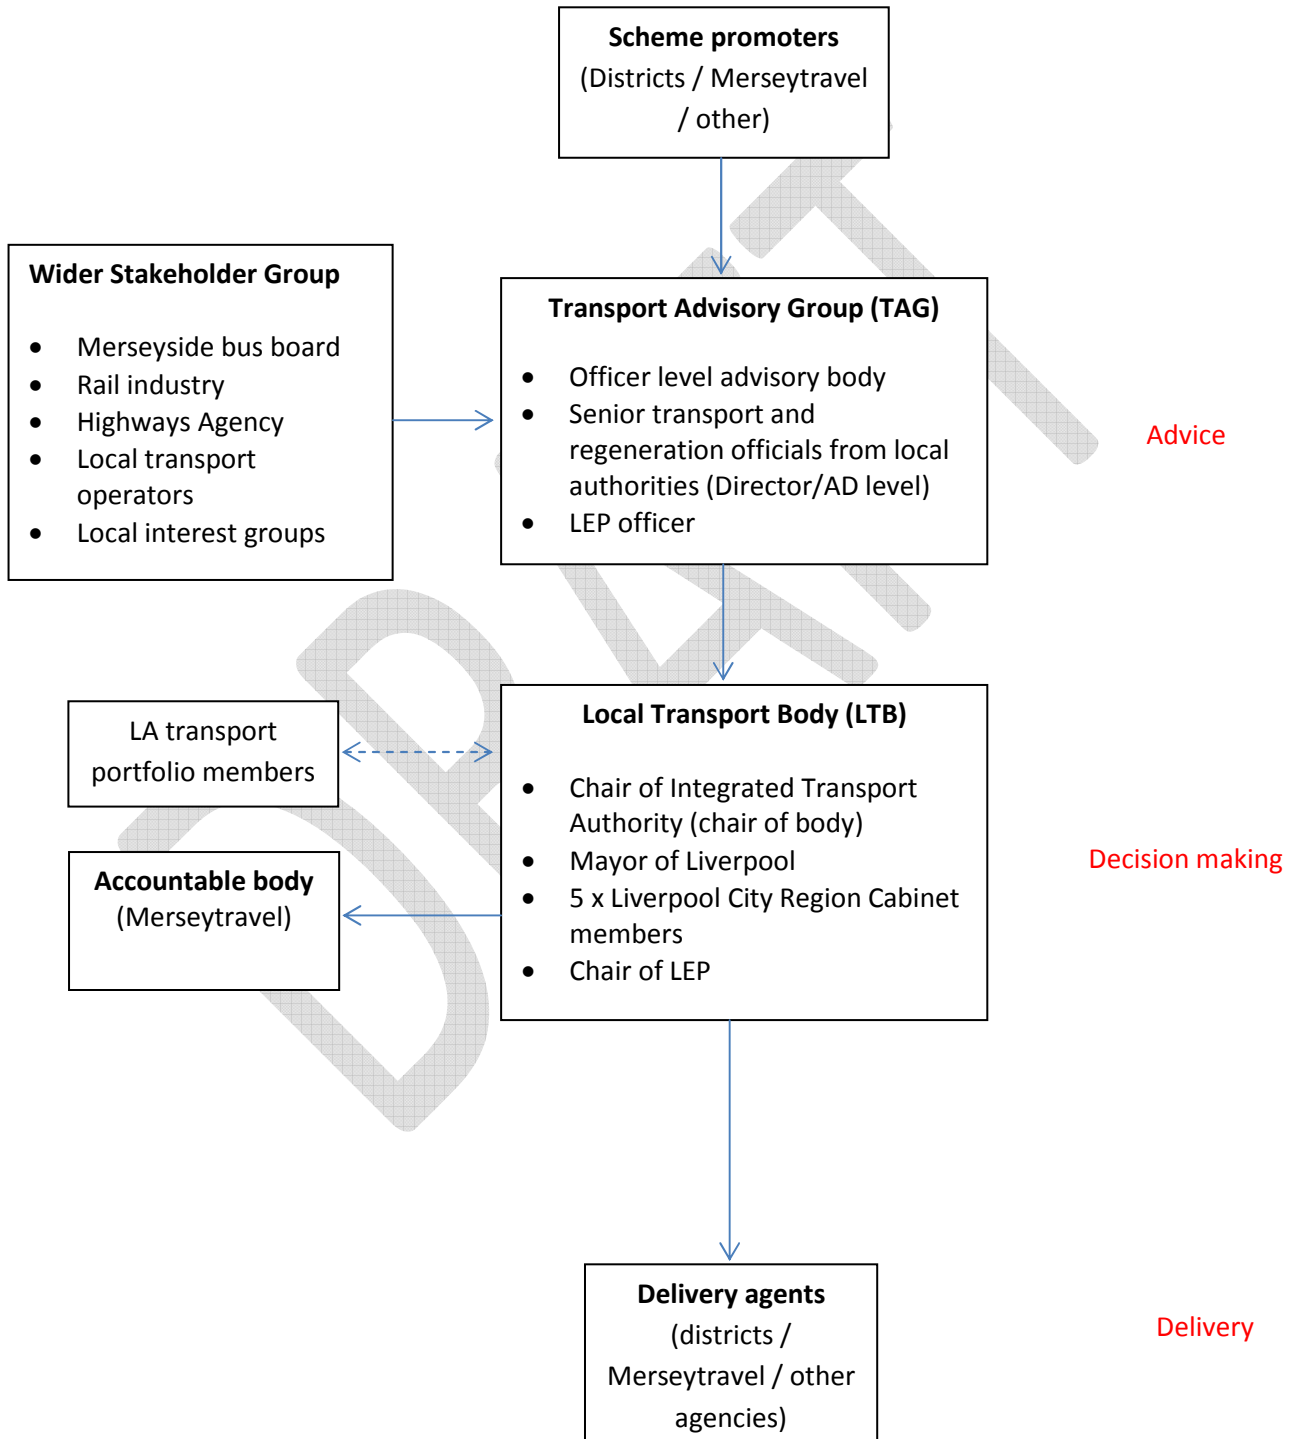 Scheme promoters
(Districts / Merseytravel
/ other)
Wider Stakeholder Group
• Merseyside bus board
• Rail industry
• Highways Agency
• Local transport
operators
• Local interest groups
Transport Advisory Group (TAG)
• Officer level advisory body
• Senior transport and
regeneration officials from local
authorities (Director/AD level)
• LEP officer
Advice
LA transport
portfolio members
Accountable body
(Merseytravel)
Local Transport Body (LTB)
• Chair of Integrated Transport
Authority (chair of body)
• Mayor of Liverpool
• 5 x Liverpool City Region Cabinet
members
• Chair of LEP
Decision making
Delivery agents
(districts /
Merseytravel / other
agencies)
Delivery
DRAFT